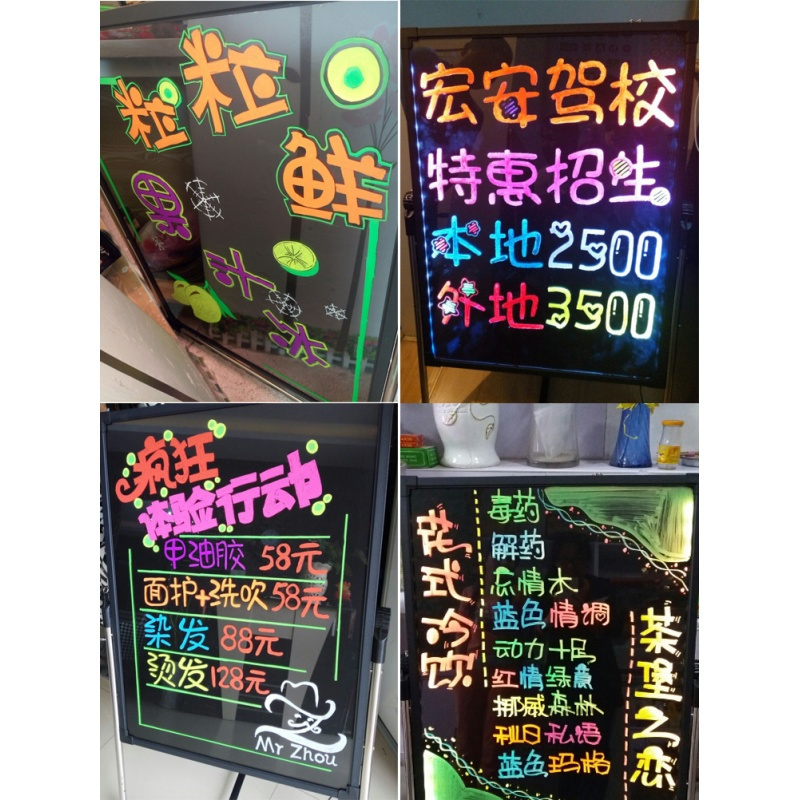 粒粒鲜
果汁冰
宏安驾校
特惠招生
本地2500
外地3500
疯狂
体验行动
甲油胶 58元
面护+洗吹58元
染发 88元
烫发128元
Mr Zhou
花式冷饮
毒药
解药
忘情水
蓝色情调
动力十足
红情绿意
挪威森林
秋日私语
蓝色玛格
茶堡之恋